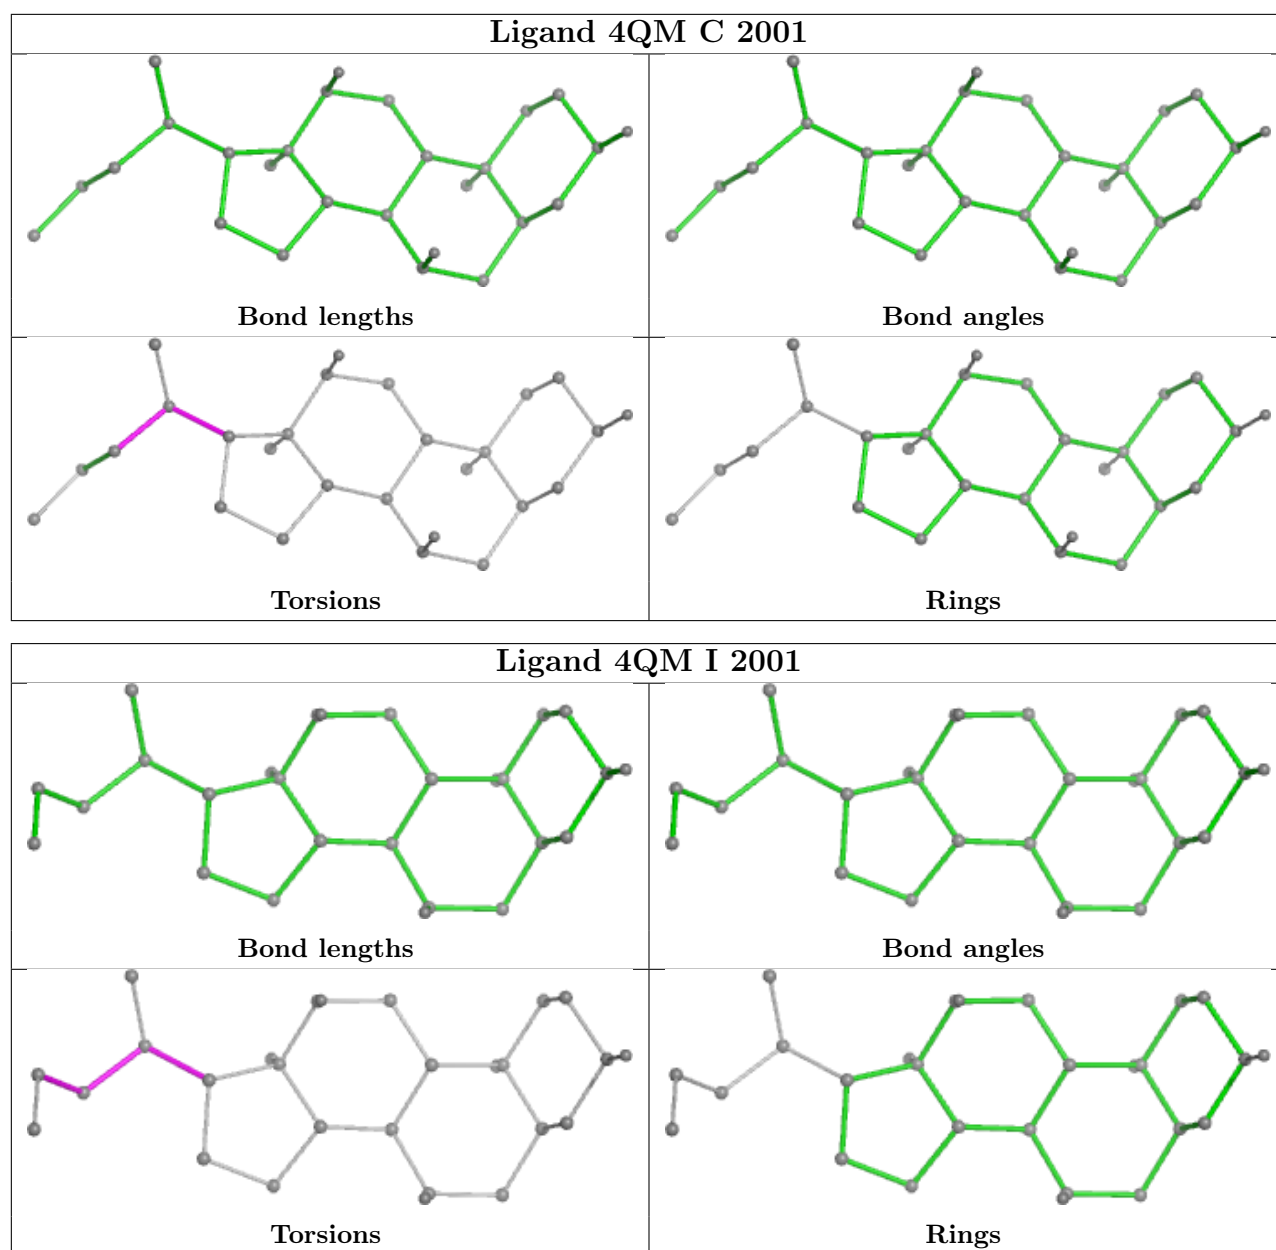 Ligand 4QM C 2001
Bond lengths
Bond angles
Torsions
Rings
Ligand 4QM I 2001
Bond lengths
Bond angles
Torsions
Rings